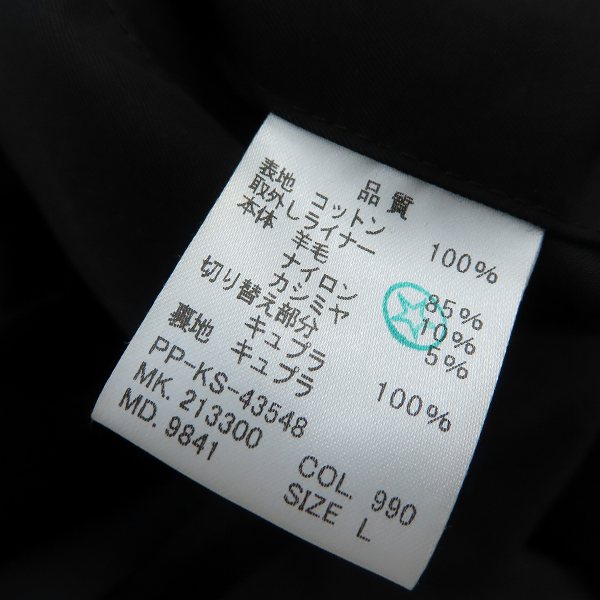 品質
表地 コットン 100%
取外しライナー
本体 羊毛 85%
ナイロン 10%
カシミヤ 5%
切り替え部分
キュプラ 100%
裏地 キュプラ
PP-KS-43548
MK. 213300
MD. 9841
COL. 990
SIZE L